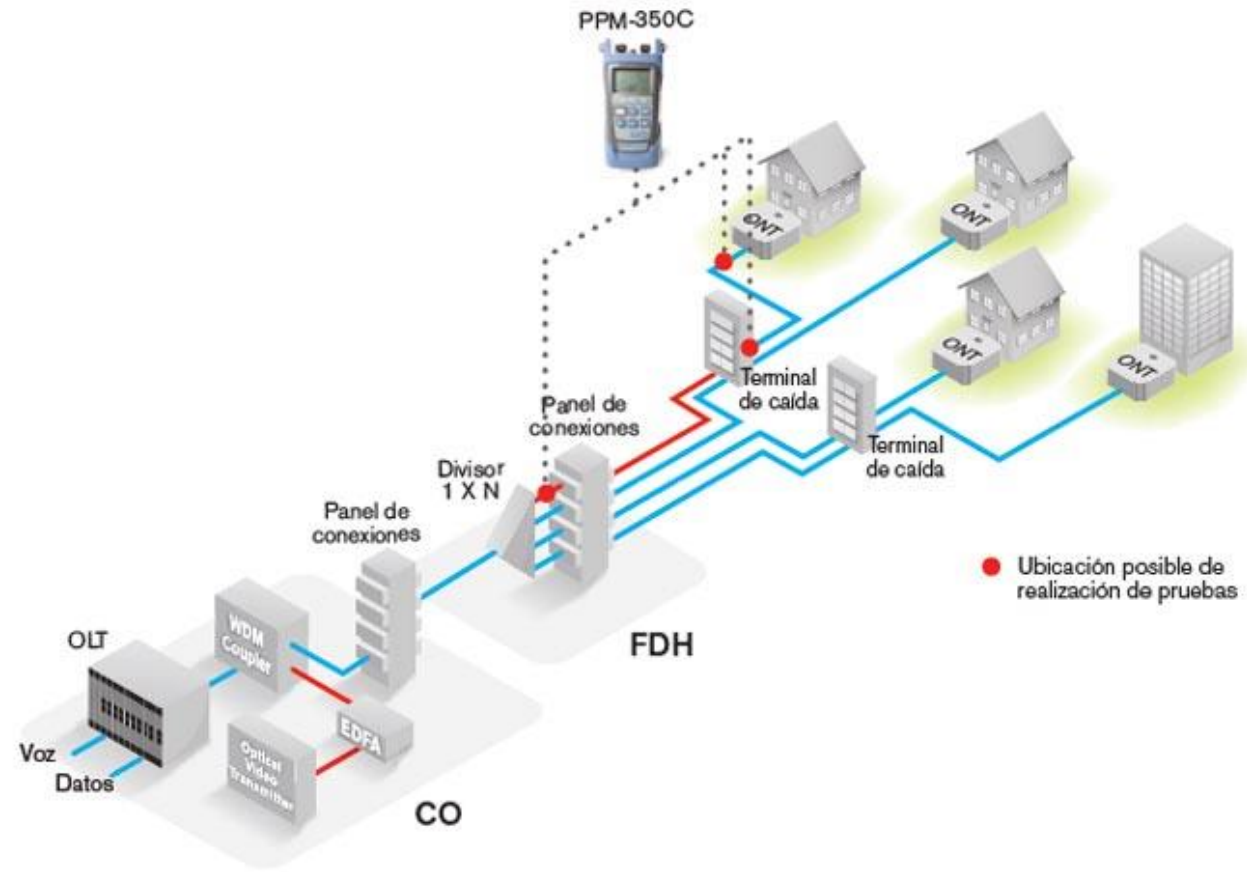 PPM-350C
ONT
ONT
ONT
ONT
Terminal
de caída
Terminal
de caída
Panel de
conexiones
Divisor
1 X N
Panel de
conexiones
Ubicación posible de
realización de pruebas
FDH
OLT
WDM
Coupler
EDFA
Optical
Video
Transmitter
Voz
Datos
CO